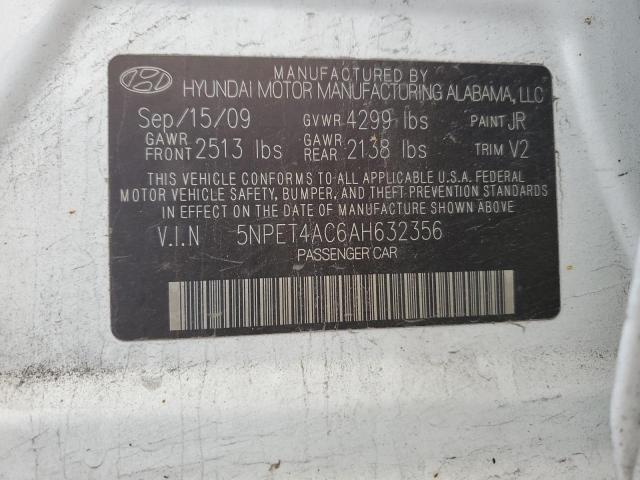 MANUFACTURED BY
HYUNDAI MOTOR MANUFACTURING ALABAMA, LLC
Sep/15/09 GVWR 4299 lbs PAINT JR
GAWR FRONT 2513 lbs GAWR REAR 2138 lbs TRIM V2
THIS VEHICLE CONFORMS TO ALL APPLICABLE U.S.A. FEDERAL
MOTOR VEHICLE SAFETY, BUMPER, AND THEFT PREVENTION STANDARDS
IN EFFECT ON THE DATE OF MANUFACTURE SHOWN ABOVE.
V.I.N 5NPET4AC6AH632356
PASSENGER CAR